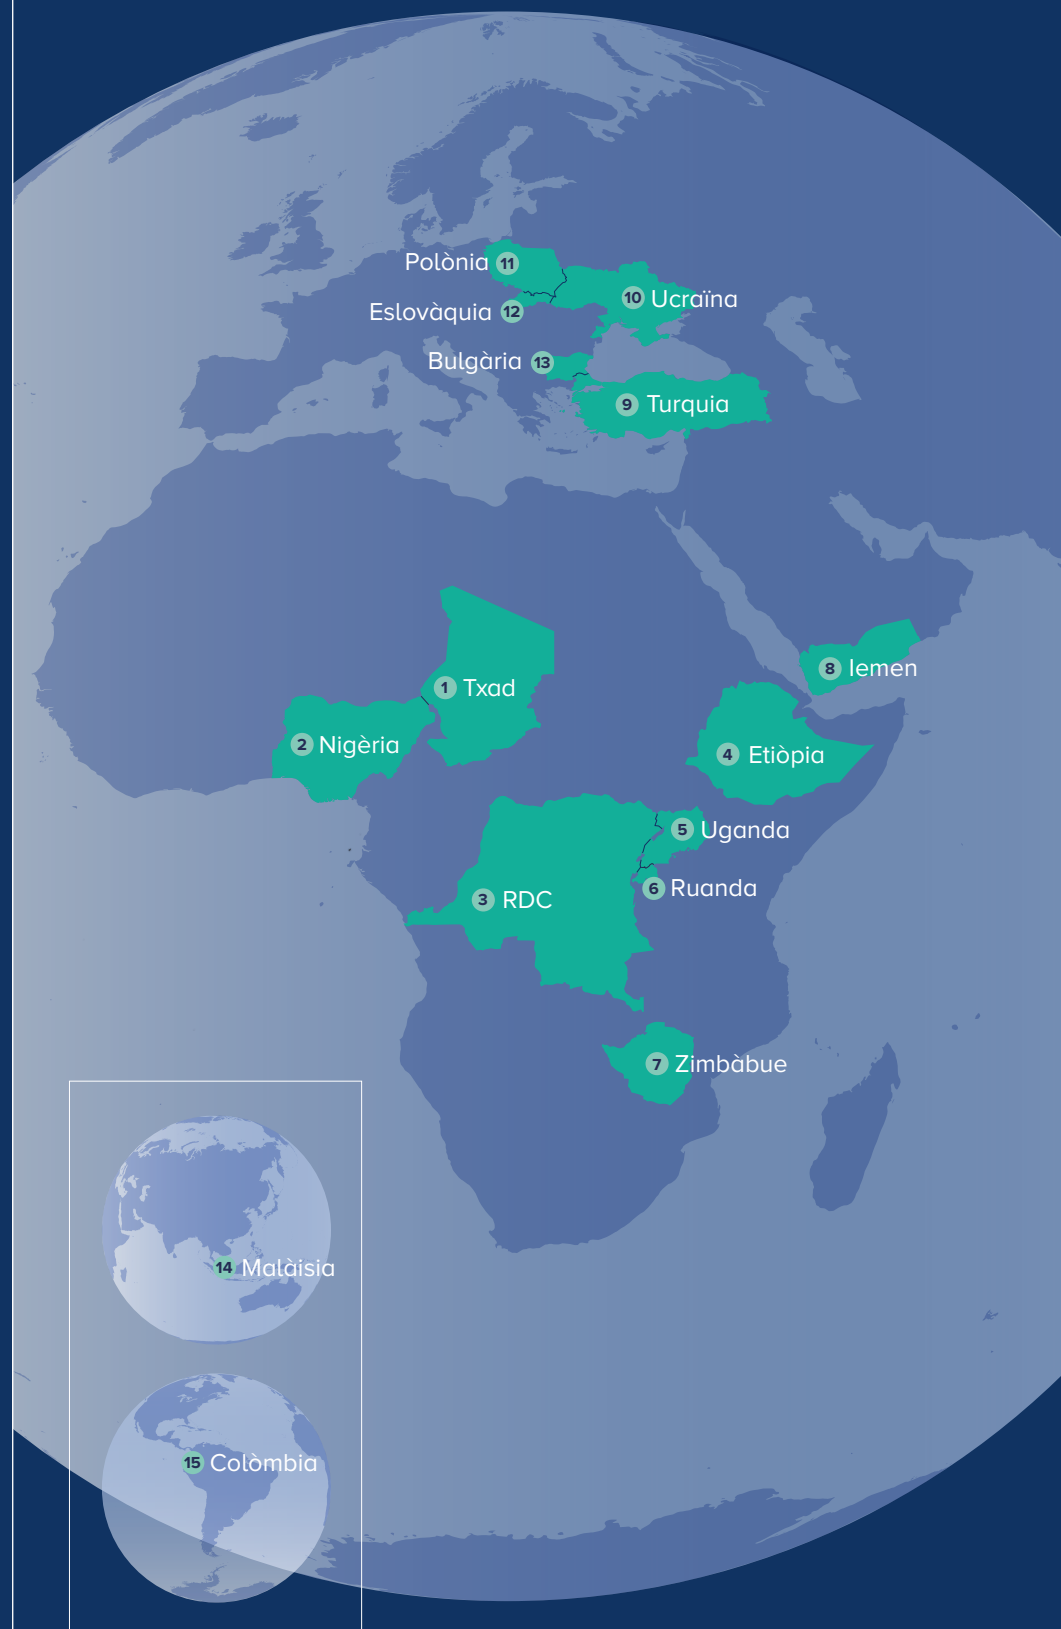 Polònia 11
10 Ucraïna
Eslovàquia 12
Bulgària 13
9 Turquia
8 Iemen
1 Txad
2 Nigèria
4 Etiòpia
5 Uganda
6 Ruanda
3 RDC
7 Zimbàbue
14 Malàisia
15 Colòmbia